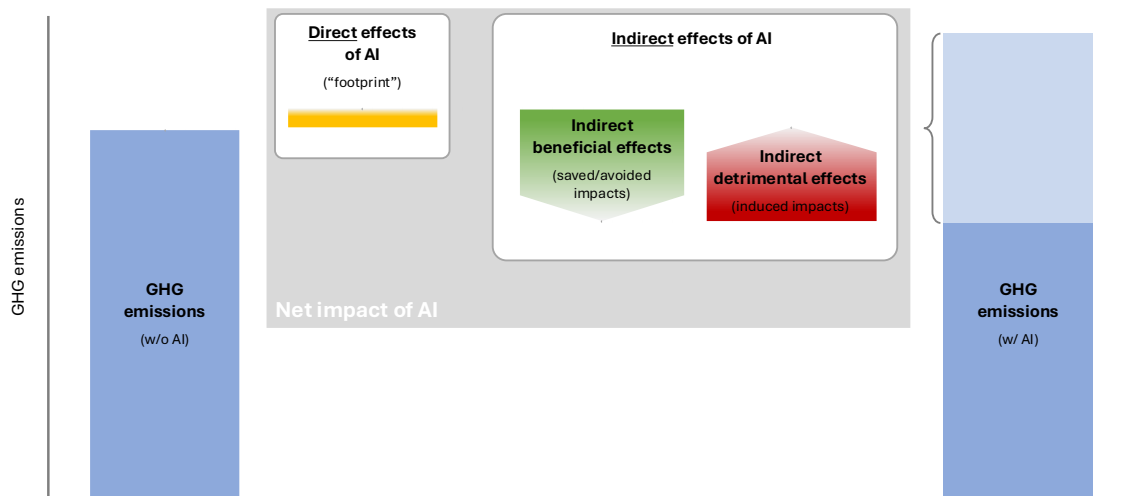 GHG emissions
GHG
emissions
(w/o AI)
Direct effects
of AI
(“footprint”)
Indirect effects of AI
Indirect
beneficial effects
(saved/avoided
impacts)
Indirect
detrimental effects
(induced impacts)
Net impact of AI
GHG
emissions
(w/ AI)